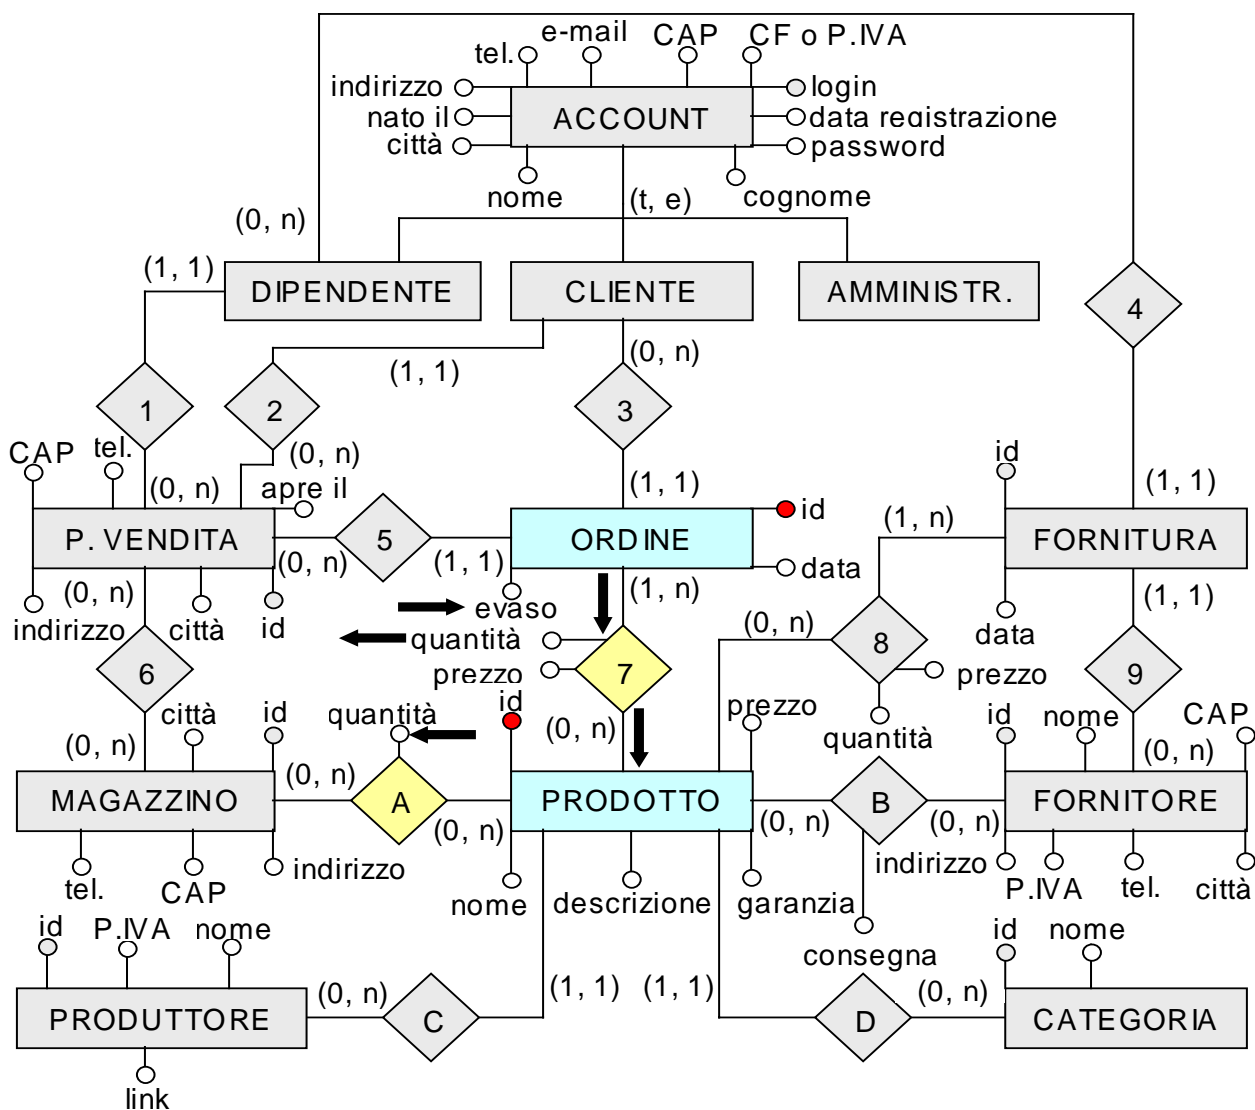 e-mail CAP CF o P.IVA
tel.
indirizzo login
nato il ACCOUNT data registrazione
città password
nome (t, e) cognome
(0, n)
(1, 1)
DIPENDENTE CLIENTE AMMINISTR.
4
(1, 1) (0, n)
1 2 3
CAP tel. (0, n) id
(0, n) apre il (1, 1) (1, 1)
id (1, n)
P. VENDITA 5 ORDINE FORNITURA
(0, n) (0, n) (1, 1) data (1, n) (1, 1)
indirizzo città id evaso
quantità (0, n) 8 data
6 prezzo 7 prezzo 9
città id quantità id (0, n) prezzo quantità id nome CAP
(0, n) (0, n)
MAGAZZINO (0, n) A PRODOTTO B FORNITORE
(0, n) (0, n) (0, n)
tel. CAP indirizzo nome descrizione garanzia indirizzo P.IVA tel. città
id P.IVA nome consegna id nome
(0, n) (1, 1) (1, 1) (0, n)
PRODUTTORE C D CATEGORIA
link